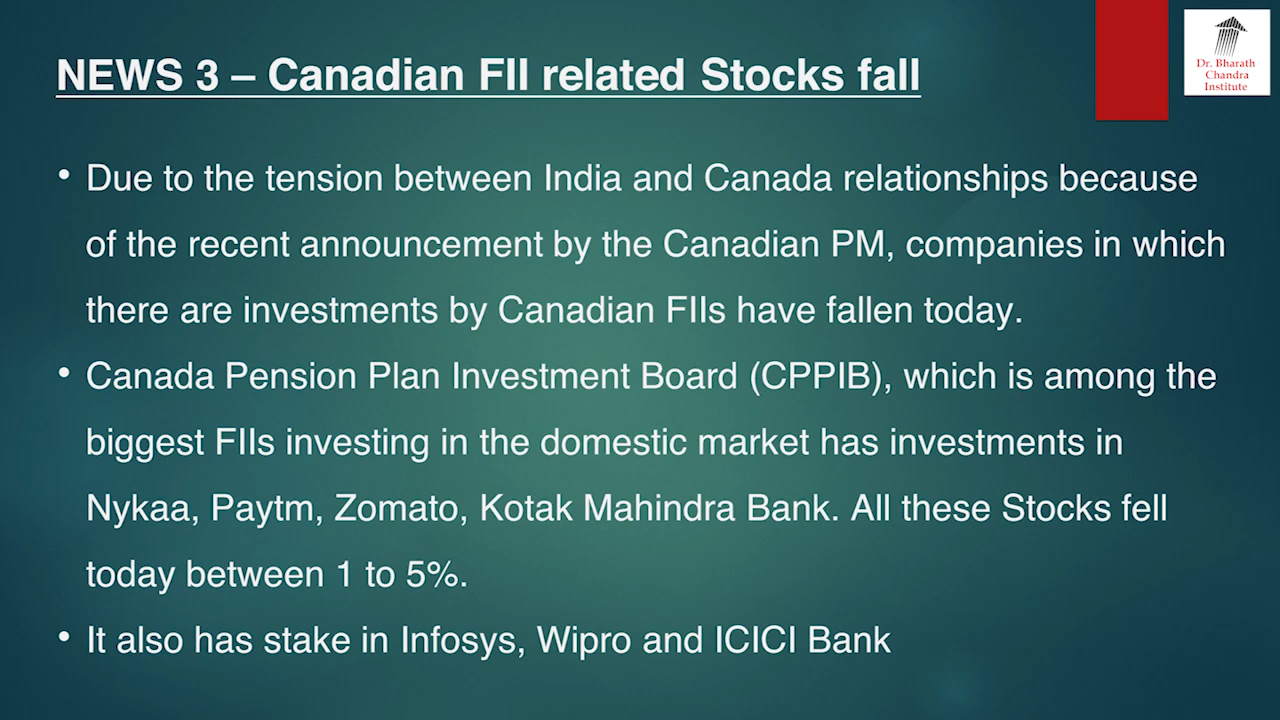 NEWS 3 – Canadian FII related Stocks fall
Dr. Bharath
Chandra
Institute
• Due to the tension between India and Canada relationships because
of the recent announcement by the Canadian PM, companies in which
there are investments by Canadian FIIs have fallen today.
• Canada Pension Plan Investment Board (CPPIB), which is among the
biggest FIIs investing in the domestic market has investments in
Nykaa, Paytm, Zomato, Kotak Mahindra Bank. All these Stocks fell
today between 1 to 5%.
• It also has stake in Infosys, Wipro and ICICI Bank